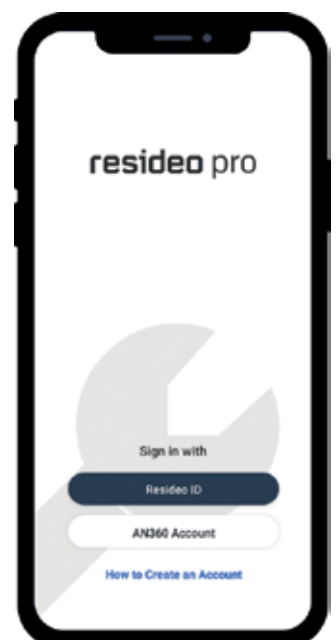 resideo pro
Sign in with
Resideo ID
AN360 Account
How to Create an Account